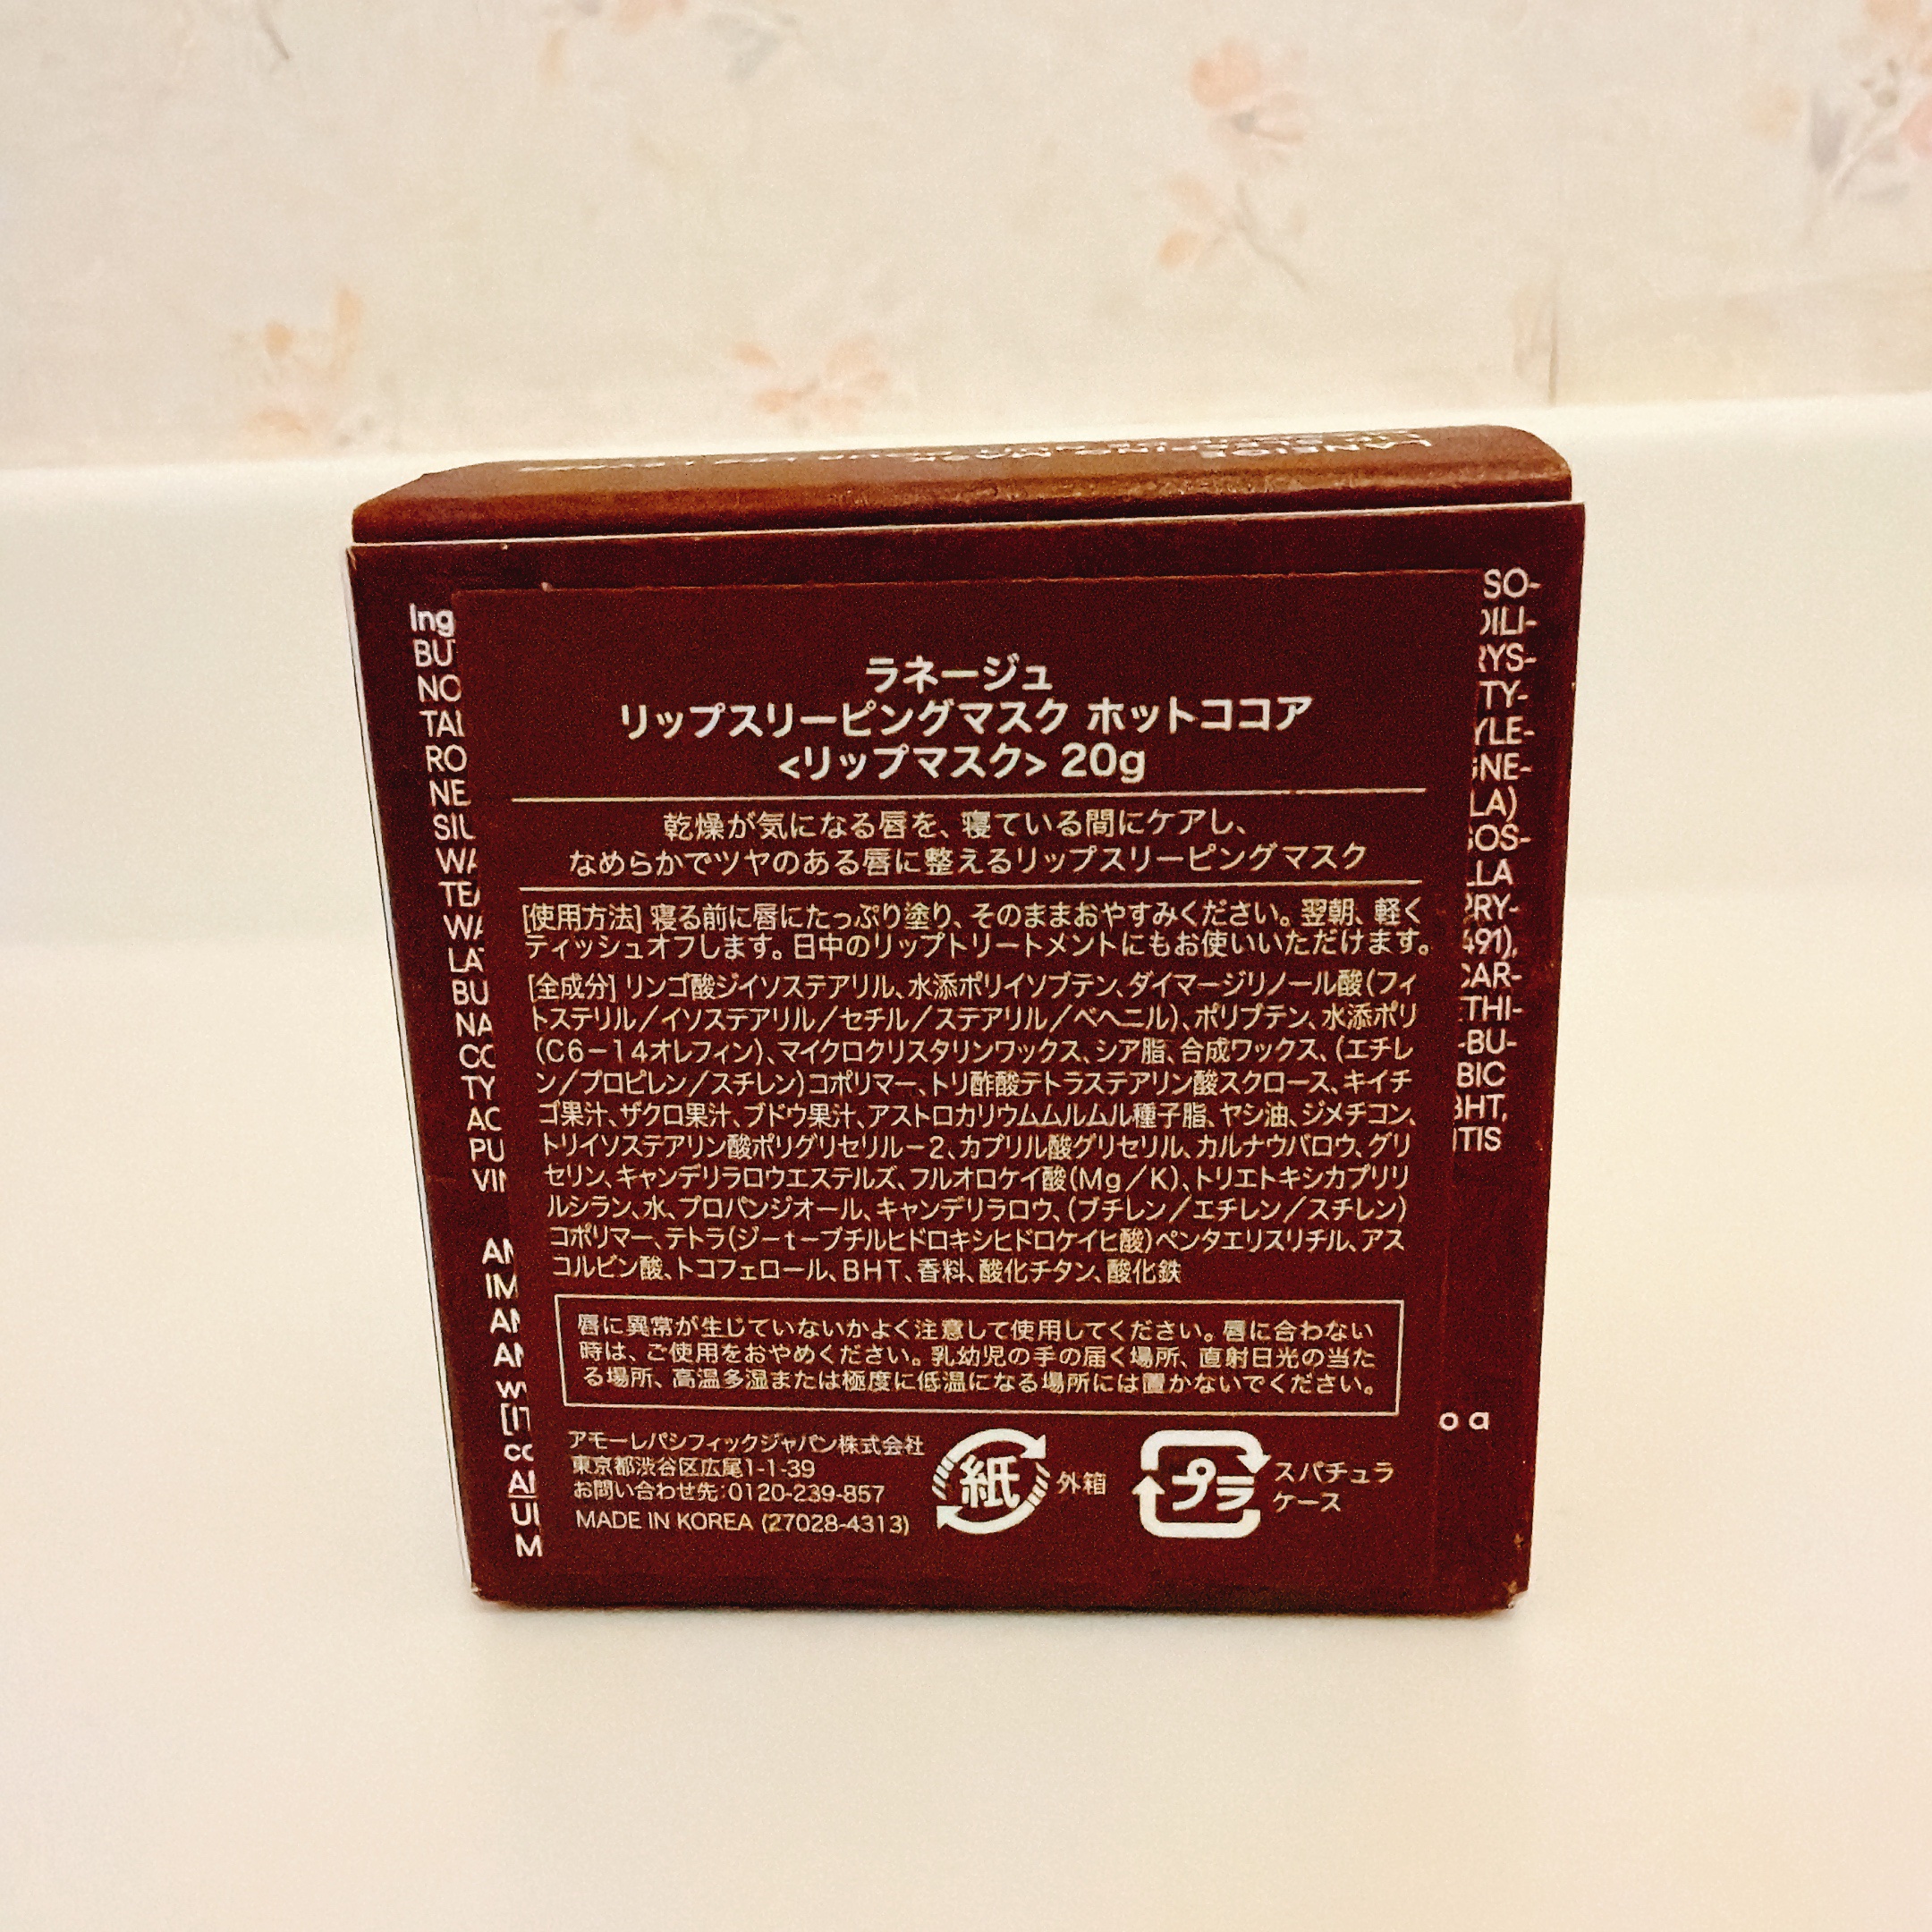 ラネージュ
リップスリーピングマスク ホットココア
<リップマスク> 20g
乾燥が気になる唇を、寝ている間にケアし、
なめらかでツヤのある唇に整えるリップスリーピングマスク
[使用方法] 寝る前に唇にたっぷり塗り、そのままおやすみください。翌朝、軽く
ティッシュオフします。日中のリップトリートメントにもお使いいただけます。
[全成分] リンゴ酸ジイソステアリル、水添ポリイソブテン、ダイマージリノール酸(フィ
トステリル/イソステアリル/セチル/ステアリル/ベヘニル)、ポリブテン、水添ポリ
(C6-14オレフィン)、マイクロクリスタリンワックス、シア脂、合成ワックス、(エチレ
ン/プロピレン/スチレン)コポリマー、トリ酢酸テトラステアリン酸スクロース、キイチ
ゴ果汁、ザクロ果汁、ブドウ果汁、アストロカリウムムルムル種子脂、ヤシ油、ジメチコン、
トリイソステアリン酸ポリグリセリル-2、カプリル酸グリセリル、カルナウバロウ、グリ
セリン、キャンデリラロウエステルズ、フルオロケイ酸(Mg/K)、トリエトキシカプリリ
ルシラン、水、プロパンジオール、キャンデリラロウ、(ブチレン/エチレン/スチレン)
コポリマー、テトラ(ジ-t-ブチルヒドロキシヒドロケイヒ酸)ペンタエリスリチル、アス
コルビン酸、トコフェロール、BHT、香料、酸化チタン、酸化鉄
唇に異常が生じていないかよく注意して使用してください。唇に合わない
時は、ご使用をおやめください。乳幼児の手の届く場所、直射日光の当た
る場所、高温多湿または極度に低温になる場所には置かないでください。
アモーレパシフィックジャパン株式会社
東京都渋谷区広尾1-1-39
お問い合わせ先:0120-239-857
MADE IN KOREA (27028-4313)
紙 外箱
プラ スパチュラ
ケース
Ing
BU
NO
TAI
RO
NE
TEA
BU
NA
CO
TY
AC
PU
VIN
IM
M
SO-
DILI-
RYS-
TY-
YLE-
GNE-
LA)
GOS-
LLA
PRY-
491),
CAR-
THI-
-BU-
BIC
BHT,
ITIS
o a